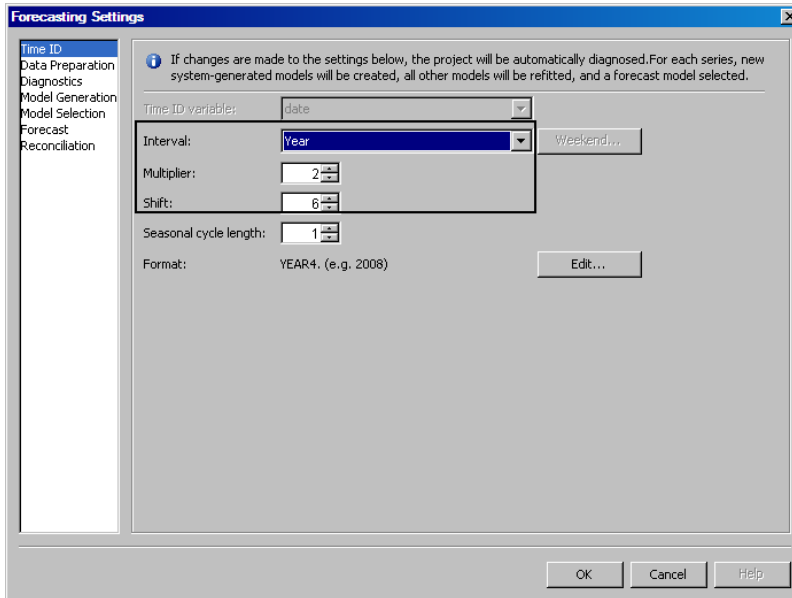 Forecasting Settings
Time ID
Data Preparation
Diagnostics
Model Generation
Model Selection
Forecast
Reconciliation
If changes are made to the settings below, the project will be automatically diagnosed.For each series, new
system-generated models will be created, all other models will be refitted, and a forecast model selected.
Time ID variable: date
Interval: Year Weekend...
Multiplier: 2
Shift: 6
Seasonal cycle length: 1
Format: YEAR4. (e.g. 2008) Edit...
OK Cancel Help